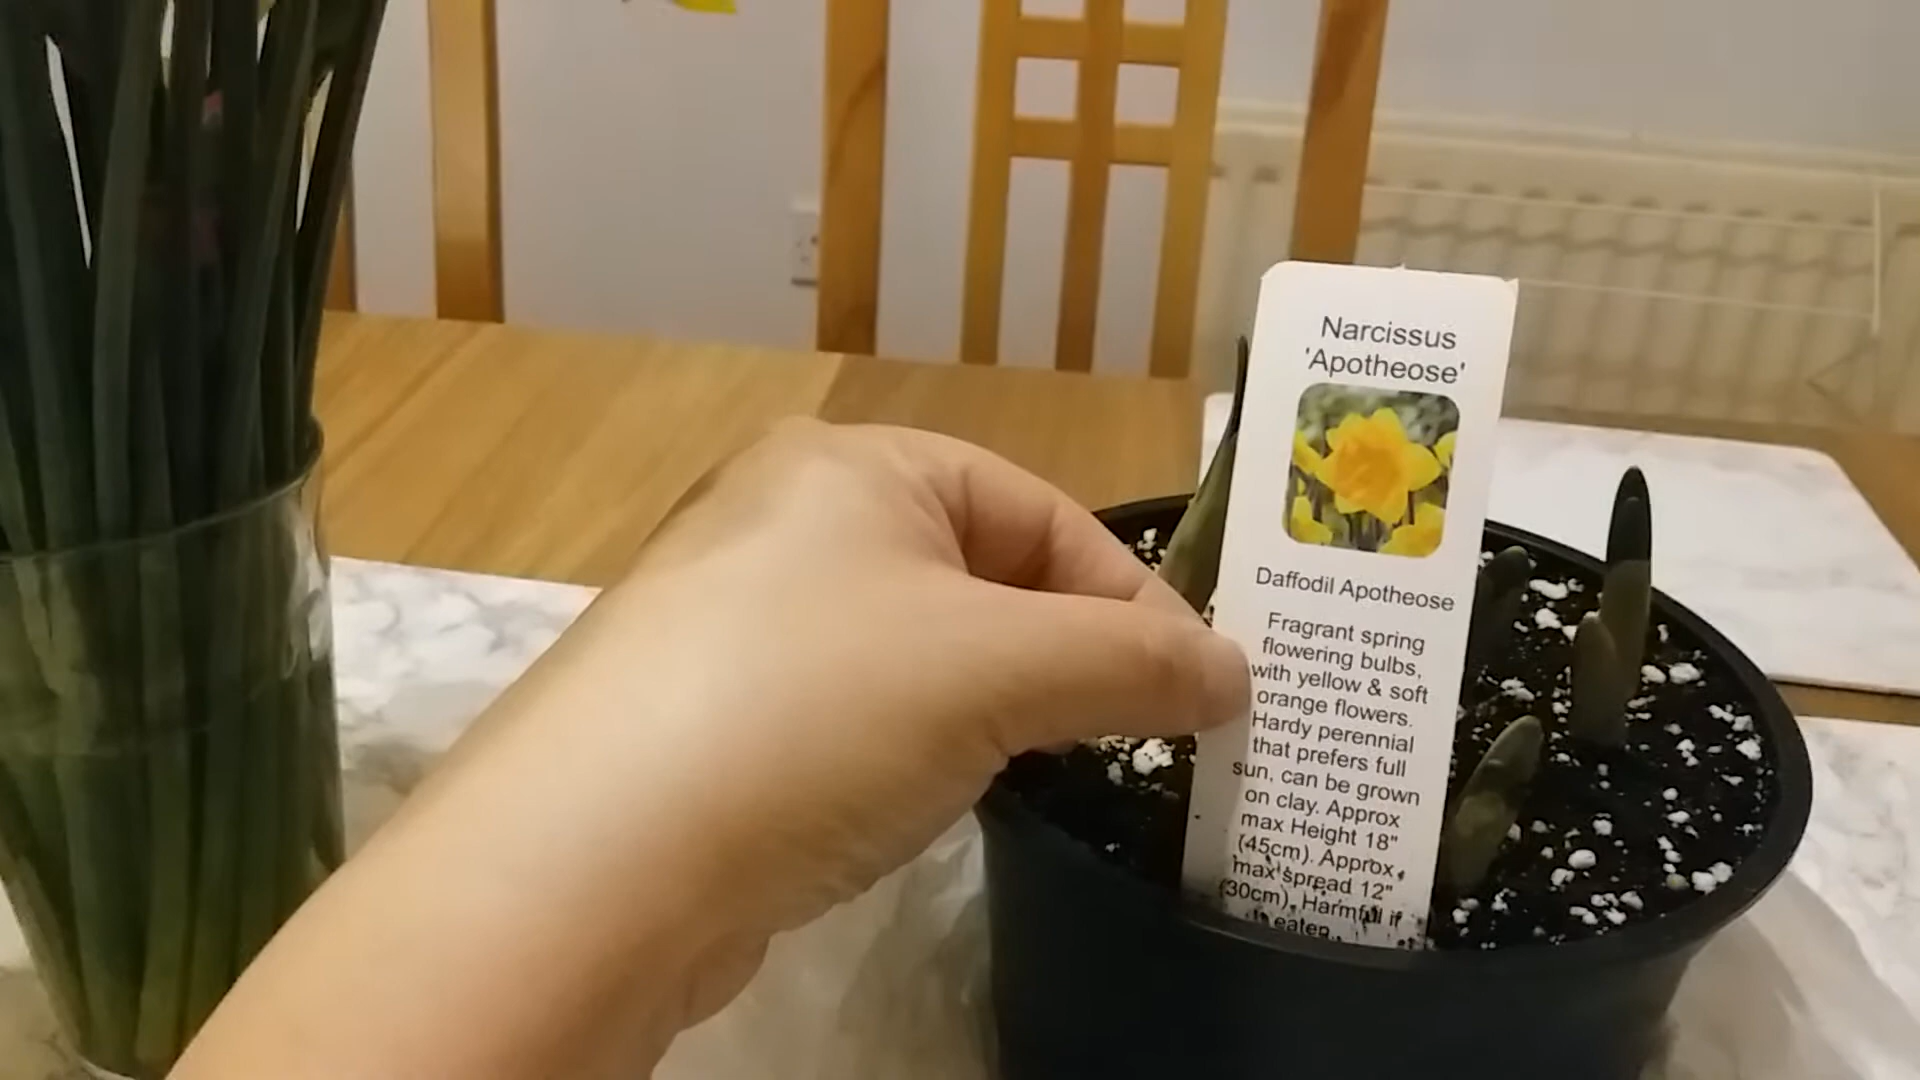 Narcissus
'Apotheose'
Daffodil Apotheose
Fragrant spring
flowering bulbs,
with yellow & soft
orange flowers.
Hardy perennial
that prefers full
sun, can be grown
on clay. Approx
max Height 18"
(45cm). Approx.
max spread 12"
(30cm). Harmful if
eaten.